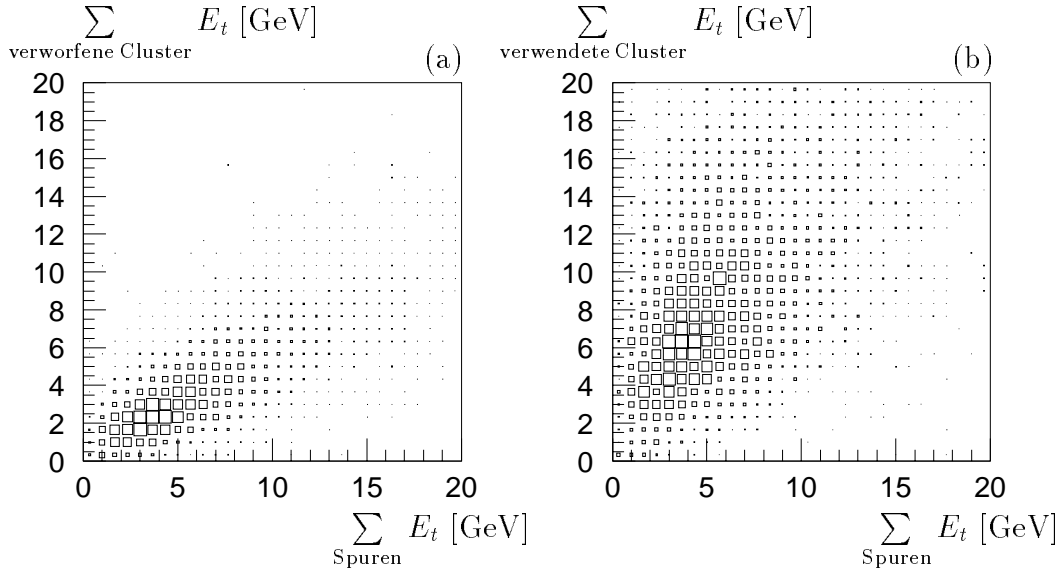 ∑ E_t [GeV]
verworfene Cluster
(a)
20
18
16
14
12
10
8
6
4
2
0
0 5 10 15 20
∑ E_t [GeV]
Spuren
∑ E_t [GeV]
verwendete Cluster
(b)
20
18
16
14
12
10
8
6
4
2
0
0 5 10 15 20
∑ E_t [GeV]
Spuren